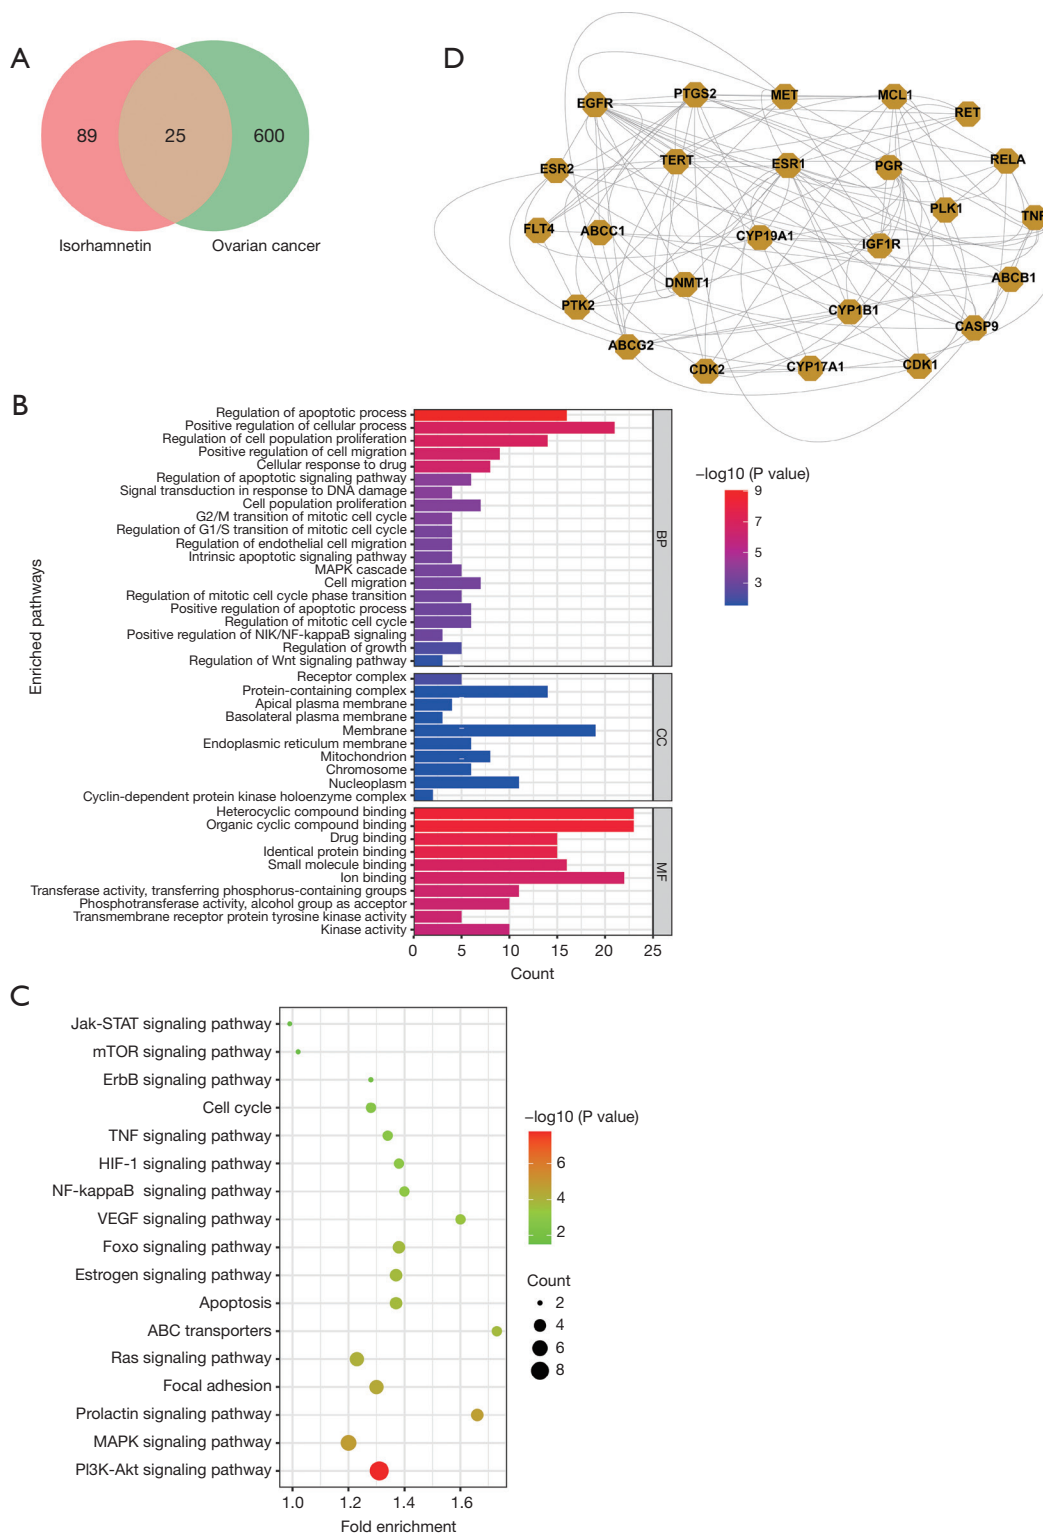 A
89
25
600
Isorhamnetin
Ovarian cancer
D
EGFR
PTGS2
MET
MCL1
RET
ESR2
TERT
ESR1
PGR
RELA
PLK1
TNF
FLT4
ABCC1
CYP19A1
IGF1R
DNMT1
ABCB1
PTK2
CYP1B1
CASP9
ABCG2
CDK2
CYP17A1
CDK1
B
Enriched pathways
Regulation of apoptotic process
Positive regulation of cellular process
Regulation of cell population proliferation
Positive regulation of cell migration
Cellular response to drug
Regulation of apoptotic signaling pathway
Signal transduction in response to DNA damage
Cell population proliferation
G2/M transition of mitotic cell cycle
Regulation of G1/S transition of mitotic cell cycle
Regulation of endothelial cell migration
Intrinsic apoptotic signaling pathway
MAPK cascade
Cell migration
Regulation of mitotic cell cycle phase transition
Positive regulation of apoptotic process
Regulation of mitotic cell cycle
Positive regulation of NIK/NF-kappaB signaling
Regulation of growth
Regulation of Wnt signaling pathway
BP
Receptor complex
Protein-containing complex
Apical plasma membrane
Basolateral plasma membrane
Membrane
Endoplasmic reticulum membrane
Mitochondrion
Chromosome
Nucleoplasm
Cyclin-dependent protein kinase holoenzyme complex
CC
Heterocyclic compound binding
Organic cyclic compound binding
Drug binding
Identical protein binding
Small molecule binding
Ion binding
Transferase activity, transferring phosphorus-containing groups
Phosphotransferase activity, alcohol group as acceptor
Transmembrane receptor protein tyrosine kinase activity
Kinase activity
MF
0 5 10 15 20 25
Count
−log10 (P value)
9
7
5
3
C
Jak-STAT signaling pathway
mTOR signaling pathway
ErbB signaling pathway
Cell cycle
TNF signaling pathway
HIF-1 signaling pathway
NF-kappaB signaling pathway
VEGF signaling pathway
Foxo signaling pathway
Estrogen signaling pathway
Apoptosis
ABC transporters
Ras signaling pathway
Focal adhesion
Prolactin signaling pathway
MAPK signaling pathway
PI3K-Akt signaling pathway
1.0 1.2 1.4 1.6
Fold enrichment
−log10 (P value)
6
4
2
Count
2
4
6
8